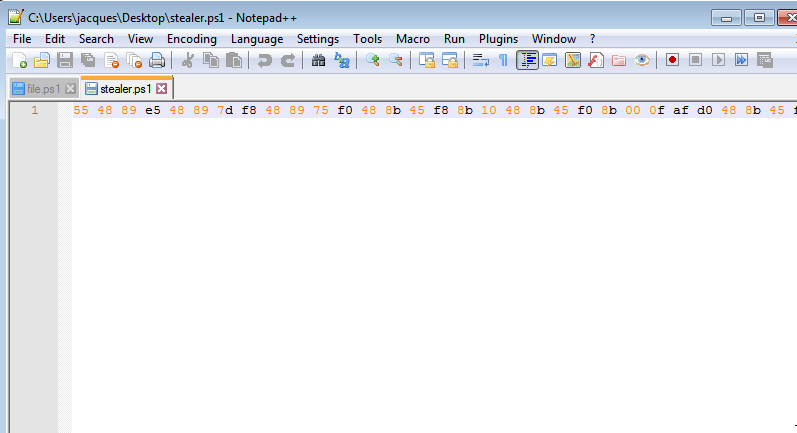 C:\Users\jacques\Desktop\stealer.ps1 - Notepad++
File Edit Search View Encoding Language Settings Tools Macro Run Plugins Window ?
file.ps1 stealer.ps1
1 55 48 89 e5 48 89 7d f8 48 89 75 f0 48 8b 45 f8 8b 10 48 8b 45 f0 8b 00 0f af d0 48 8b 45